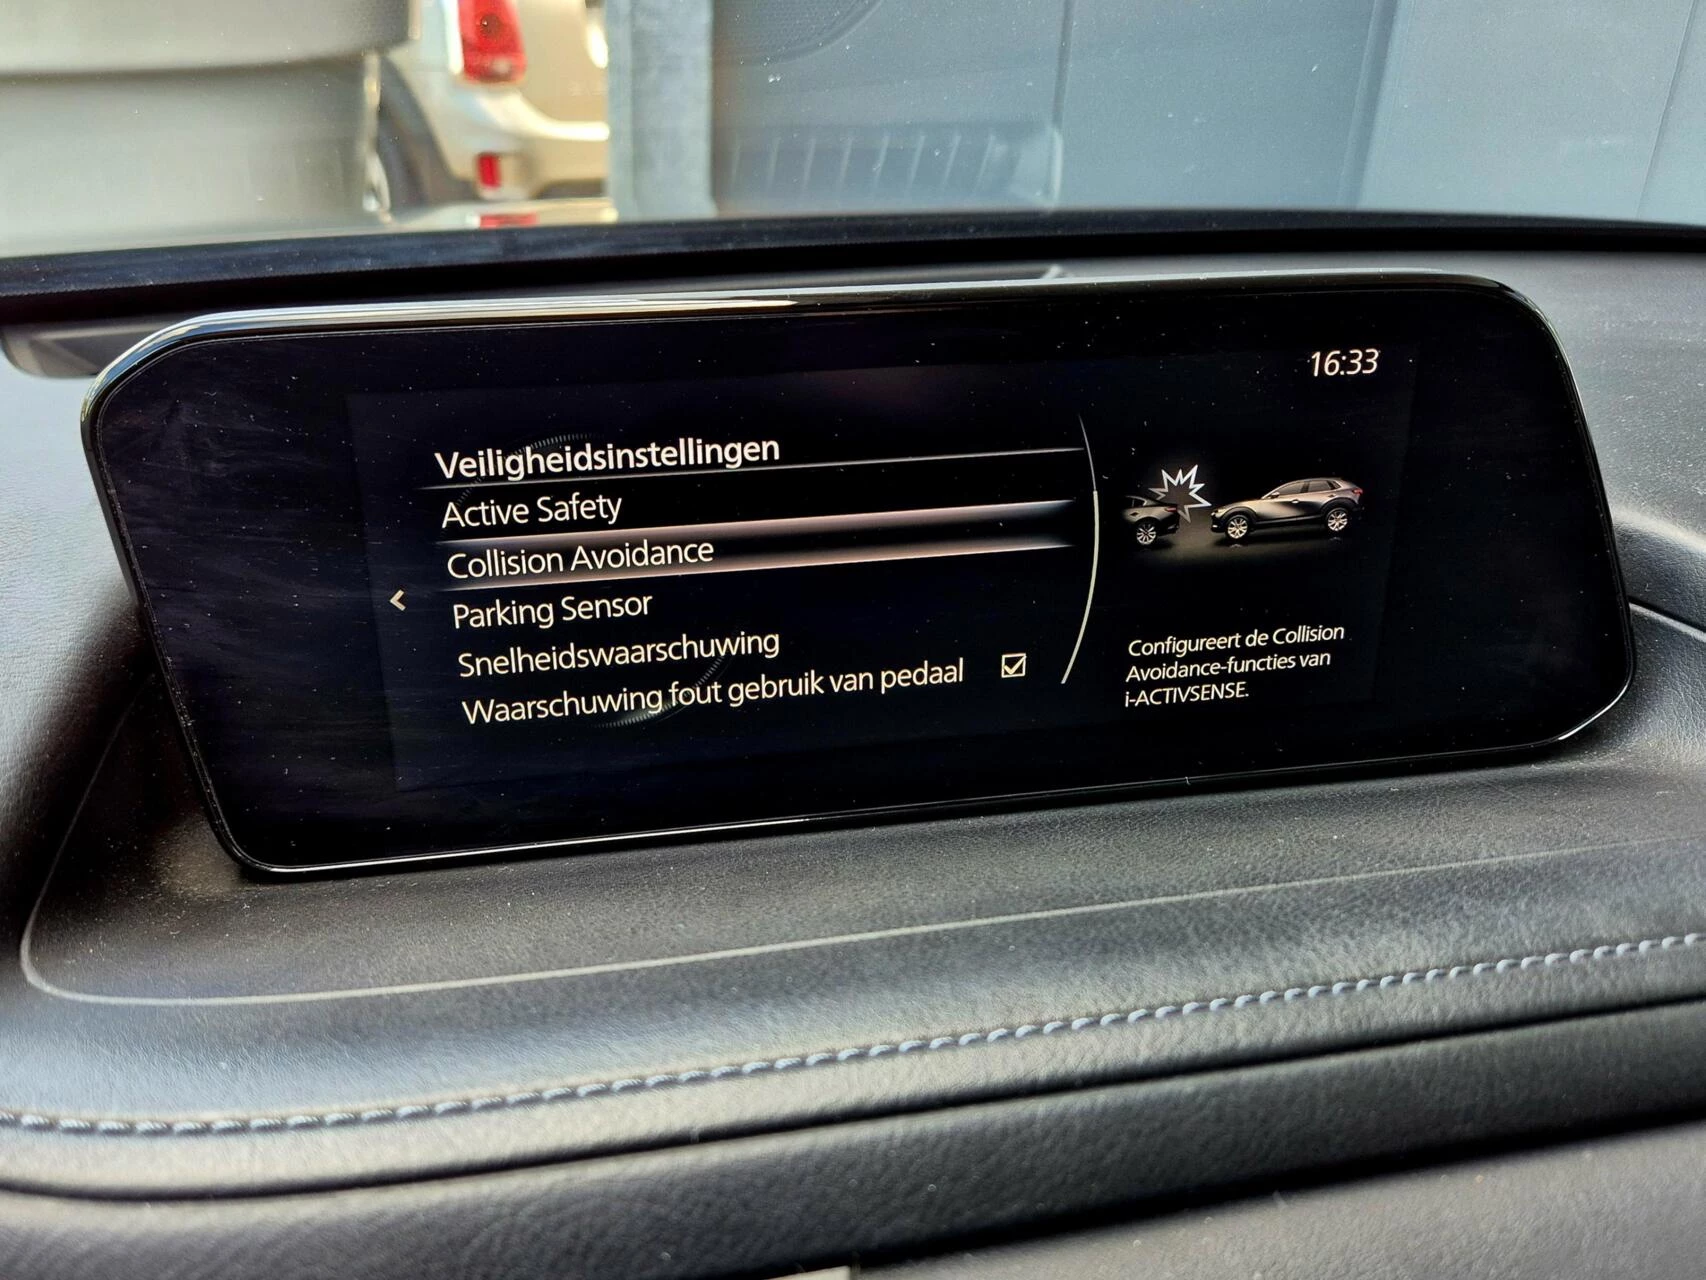 16:33
Veiligheidsinstellingen
Active Safety
Collision Avoidance
Parking Sensor
Snelheidswaarschuwing
Waarschuwing fout gebruik van pedaal
Configureert de Collision
Avoidance-functies van
i-ACTIVSENSE.